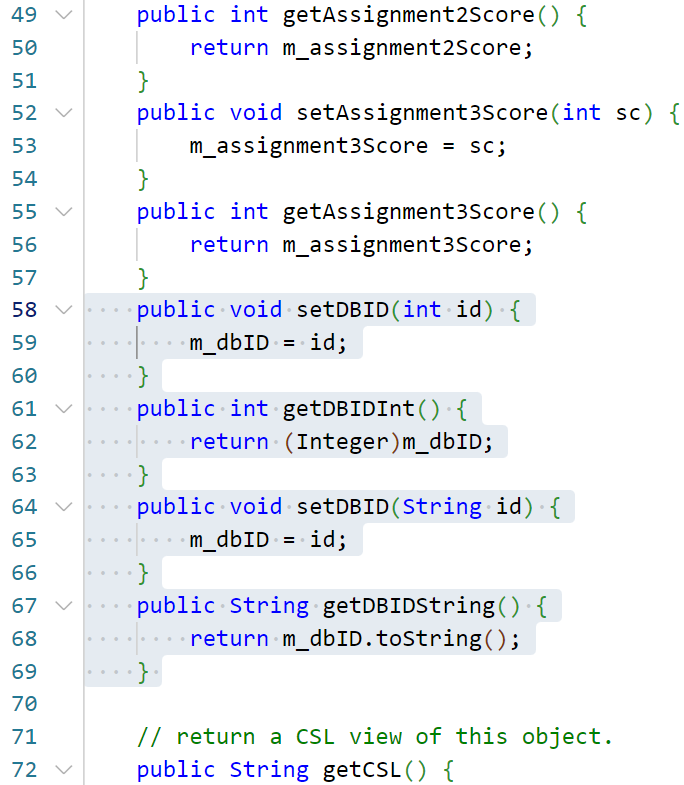 49 public int getAssignment2Score() {
50 return m_assignment2Score;
51 }
52 public void setAssignment3Score(int sc) {
53 m_assignment3Score = sc;
54 }
55 public int getAssignment3Score() {
56 return m_assignment3Score;
57 }
58 public void setDBID(int id) {
59 m_dbID = id;
60 }
61 public int getDBIDInt() {
62 return (Integer)m_dbID;
63 }
64 public void setDBID(String id) {
65 m_dbID = id;
66 }
67 public String getDBIDString() {
68 return m_dbID.toString();
69 }
70
71 // return a CSL view of this object.
72 public String getCSL() {